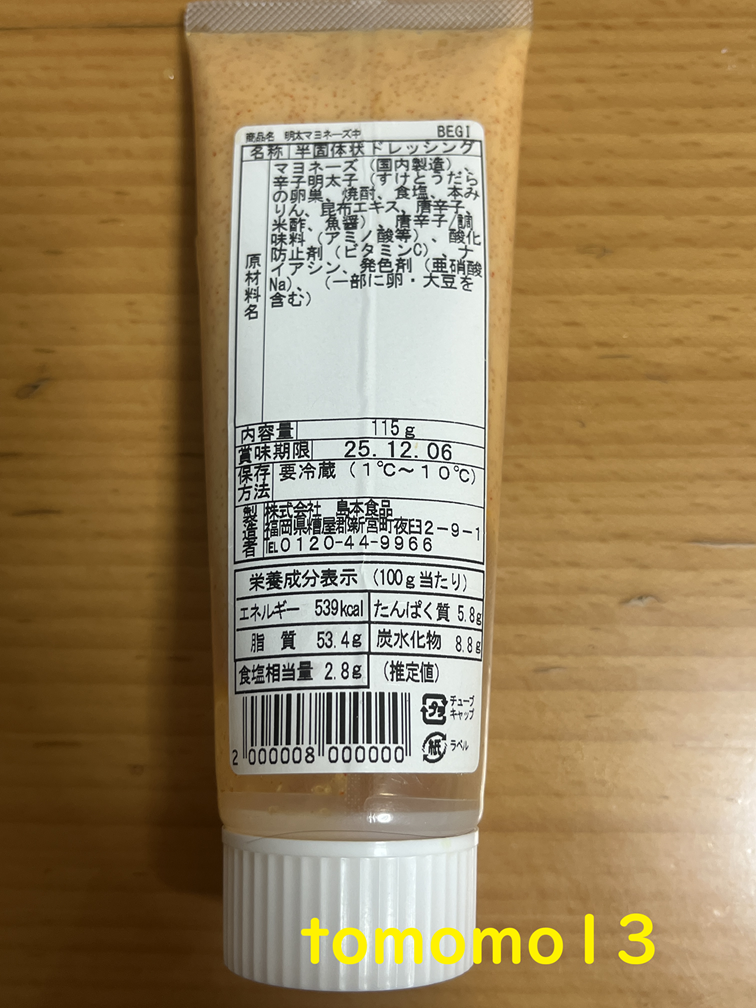 商品名 明太マヨネーズ中 BEGI
名称 半固体状ドレッシング
原材料名
マヨネーズ（国内製造）、
辛子明太子（すけとうだら
の卵巣、焼酎、食塩、本み
りん、昆布エキス、唐辛子、
米酢、魚醤）、唐辛子/調
味料（アミノ酸等）、酸化
防止剤（ビタミンC）、ナ
イアシン、発色剤（亜硝酸
Na）、（一部に卵・大豆を
含む）
内容量 115g
賞味期限 25.12.06
保存方法 要冷蔵（1℃～10℃）
製造者
株式会社 島本食品
福岡県糟屋郡新宮町夜臼2-9-1
TEL0120-44-9966
栄養成分表示（100g当たり）
エネルギー 539kcal たんぱく質 5.8g
脂質 53.4g 炭水化物 8.8g
食塩相当量 2.8g （推定値）
プラ チューブ キャップ
紙 ラベル
2 000008 000000
tomomo13